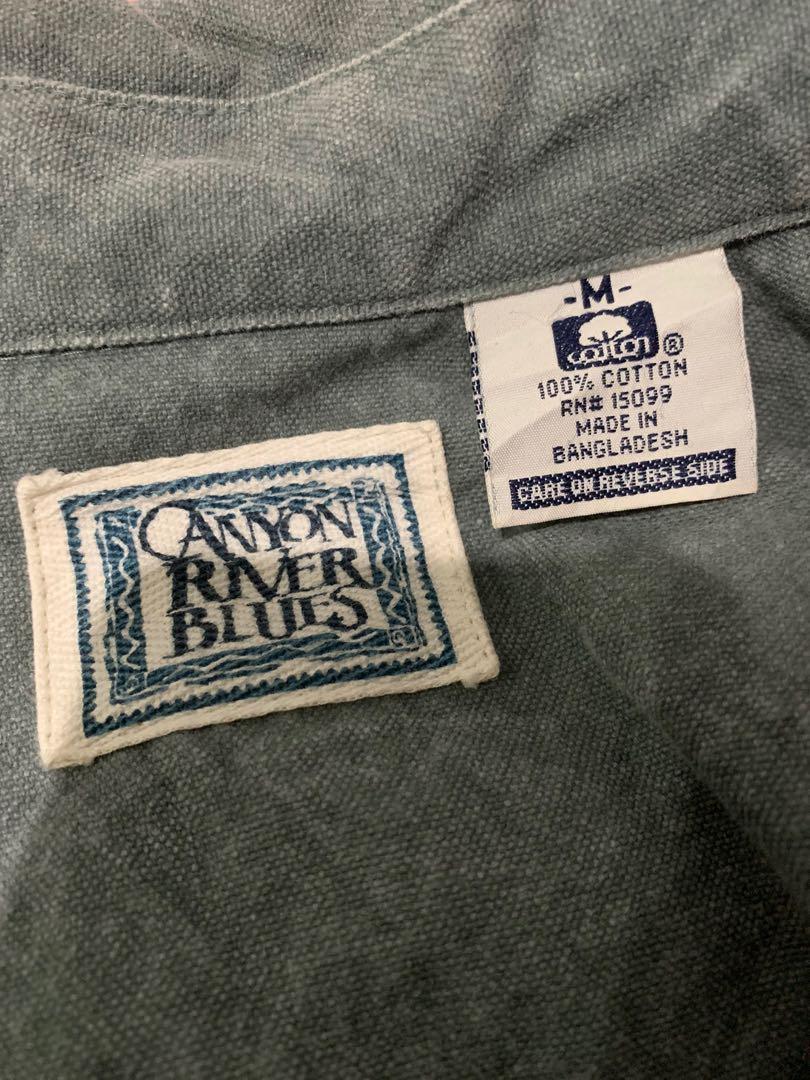 -M-
cotton ®
100% COTTON
RN# 15099
MADE IN
BANGLADESH
CARE ON REVERSE SIDE
CANYON
RIVER
BLUES